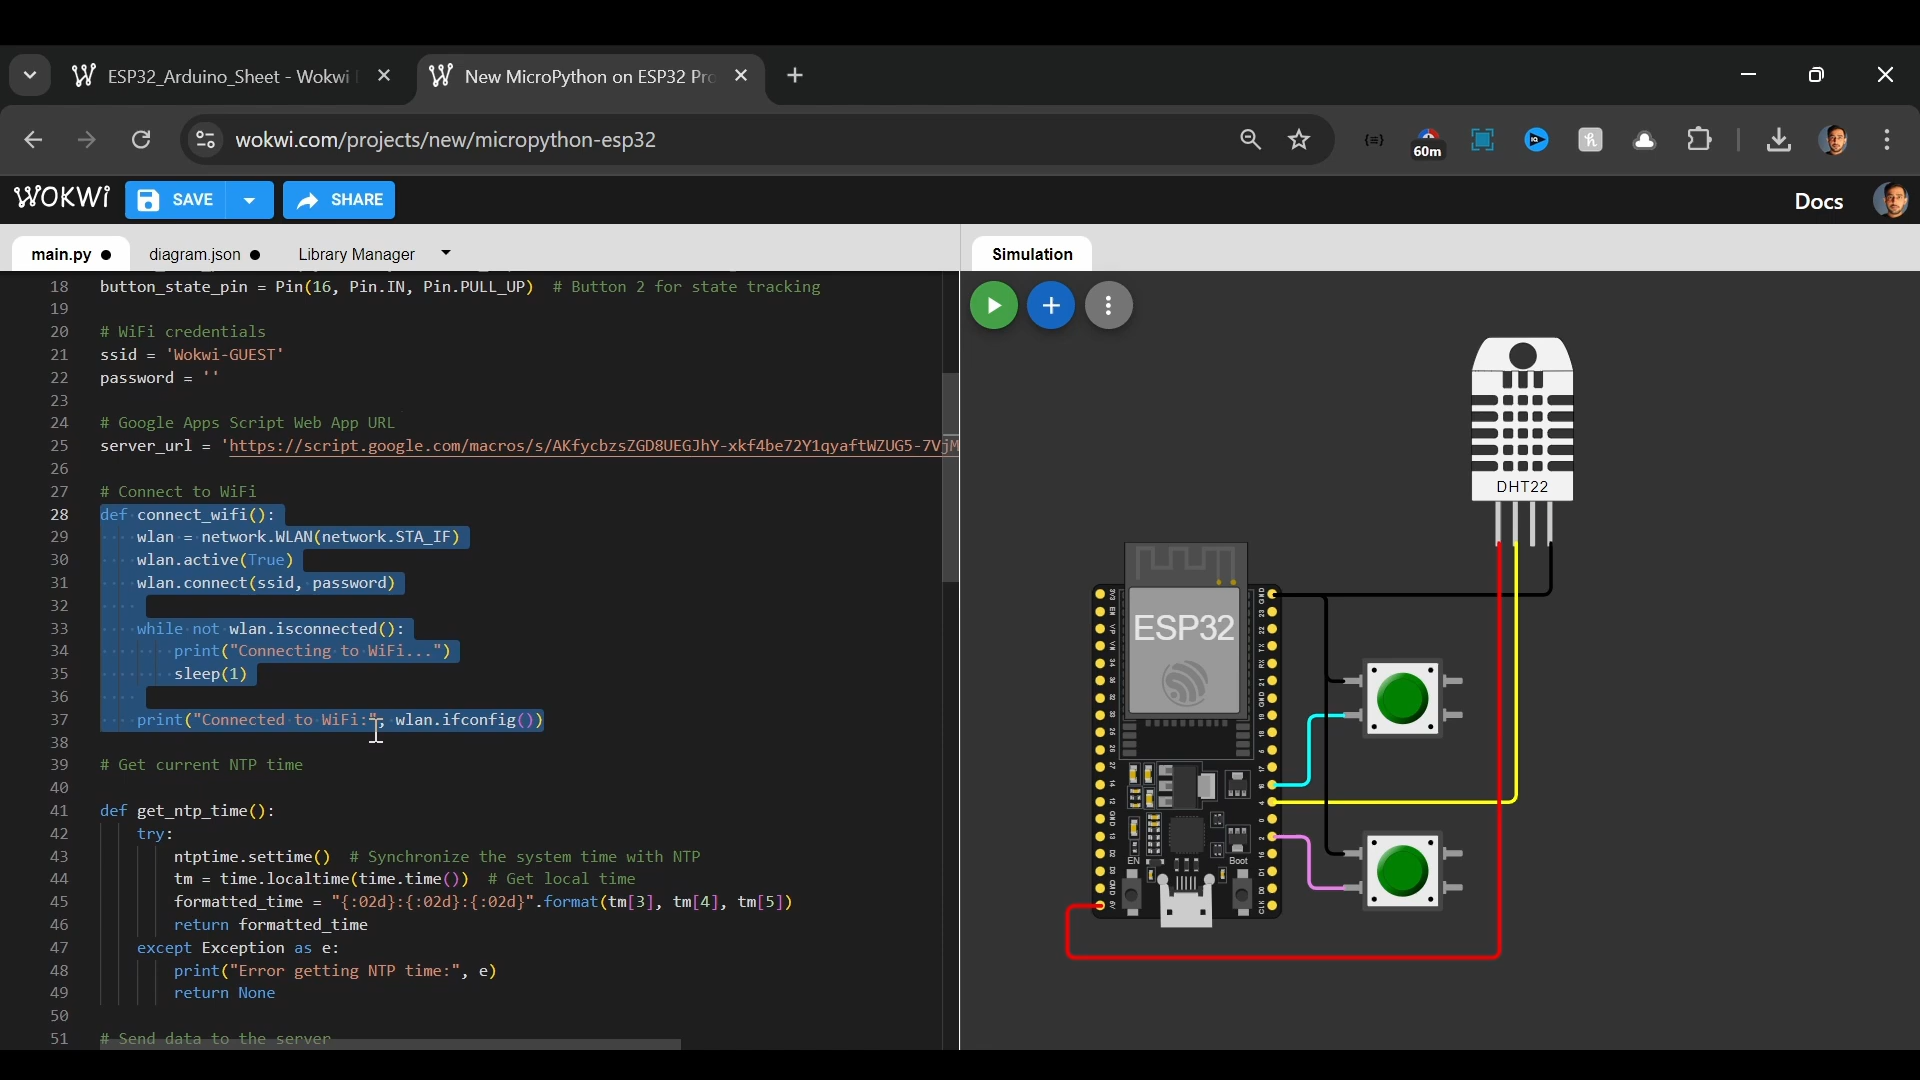 ESP32_Arduino_Sheet - Wokwi
New MicroPython on ESP32 Pro
wokwi.com/projects/new/micropython-esp32
60m
WOKWi
SAVE
SHARE
Docs
main.py
diagram.json
Library Manager
Simulation
18 button_state_pin = Pin(16, Pin.IN, Pin.PULL_UP)  # Button 2 for state tracking
19
20 # WiFi credentials
21 ssid = 'Wokwi-GUEST'
22 password = ''
23
24 # Google Apps Script Web App URL
25 server_url = 'https://script.google.com/macros/s/AKfycbzsZGD8UEGJhY-xkf4be72Y1qyaftWZUG5-7VjM
26
27 # Connect to WiFi
28 def connect_wifi():
29 wlan = network.WLAN(network.STA_IF)
30 wlan.active(True)
31 wlan.connect(ssid, password)
32
33 while not wlan.isconnected():
34 print("Connecting to WiFi...")
35 sleep(1)
36
37 print("Connected to WiFi:", wlan.ifconfig())
38
39 # Get current NTP time
40
41 def get_ntp_time():
42 try:
43 ntptime.settime()  # Synchronize the system time with NTP
44 tm = time.localtime(time.time())  # Get local time
45 formatted_time = "{:02d}:{:02d}:{:02d}".format(tm[3], tm[4], tm[5])
46 return formatted_time
47 except Exception as e:
48 print("Error getting NTP time:", e)
49 return None
50
51 # Send data to the server
DHT22
ESP32
EN
Boot